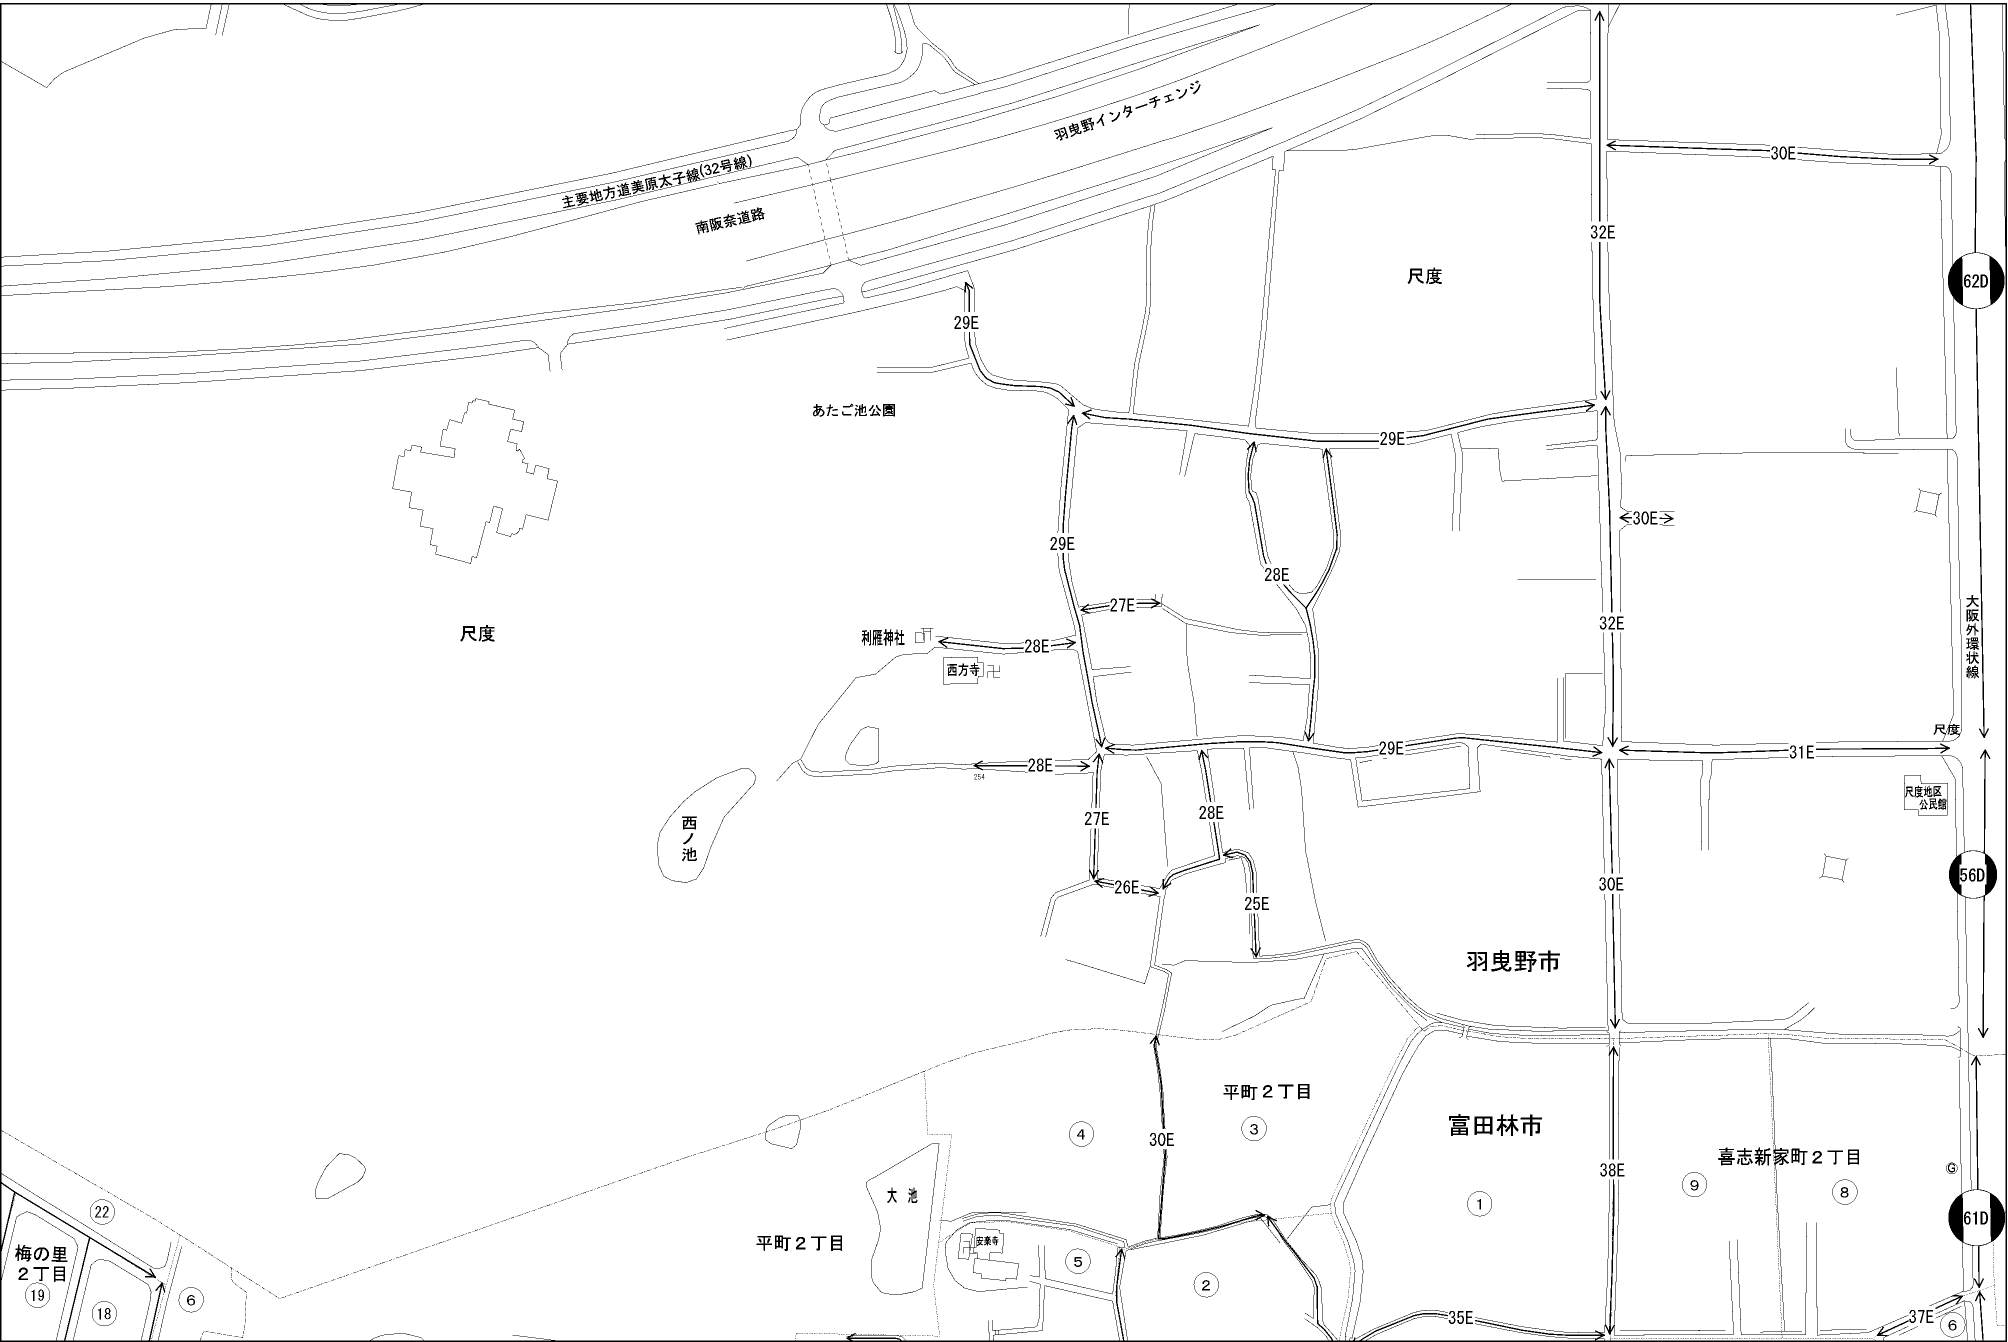 羽曳野インターチェンジ
主要地方道美原太子線(32号線)
南阪奈道路
30E
32E
尺度
62D
29E
あたご池公園
29E
30E
29E
28E
27E
大阪外環状線
32E
尺度
利雁神社
28E
西方寺
尺度
29E
31E
28E
254
尺度地区
公民館
西ノ池
27E
28E
56D
30E
26E
25E
羽曳野市
平町２丁目
富田林市
3
4
30E
喜志新家町２丁目
38E
G
9
8
大池
1
22
61D
平町２丁目
安楽寺
梅の里
２丁目
5
2
19
18
6
35E
37E
6